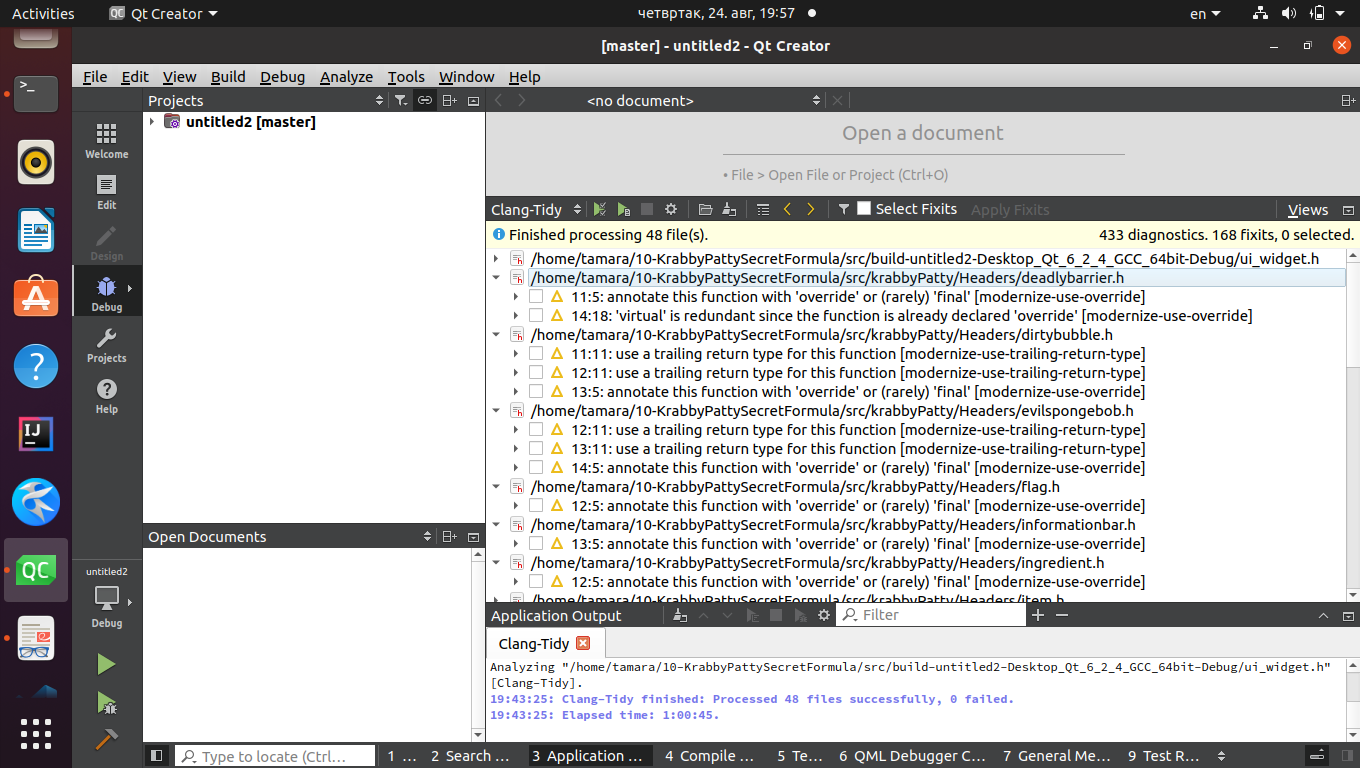 Activities
QC Qt Creator
четвртак, 24. авг, 19:57
en
[master] - untitled2 - Qt Creator
File Edit View Build Debug Analyze Tools Window Help
Projects
<no document>
untitled2 [master]
Welcome
Edit
Design
Debug
Projects
Help
Open a document
• File > Open File or Project (Ctrl+O)
Clang-Tidy
Select Fixits
Apply Fixits
Views
Finished processing 48 file(s).
433 diagnostics. 168 fixits, 0 selected.
/home/tamara/10-KrabbyPattySecretFormula/src/build-untitled2-Desktop_Qt_6_2_4_GCC_64bit-Debug/ui_widget.h
/home/tamara/10-KrabbyPattySecretFormula/src/krabbyPatty/Headers/deadlybarrier.h
11:5: annotate this function with 'override' or (rarely) 'final' [modernize-use-override]
14:18: 'virtual' is redundant since the function is already declared 'override' [modernize-use-override]
/home/tamara/10-KrabbyPattySecretFormula/src/krabbyPatty/Headers/dirtybubble.h
11:11: use a trailing return type for this function [modernize-use-trailing-return-type]
12:11: use a trailing return type for this function [modernize-use-trailing-return-type]
13:5: annotate this function with 'override' or (rarely) 'final' [modernize-use-override]
/home/tamara/10-KrabbyPattySecretFormula/src/krabbyPatty/Headers/evilspongebob.h
12:11: use a trailing return type for this function [modernize-use-trailing-return-type]
13:11: use a trailing return type for this function [modernize-use-trailing-return-type]
14:5: annotate this function with 'override' or (rarely) 'final' [modernize-use-override]
/home/tamara/10-KrabbyPattySecretFormula/src/krabbyPatty/Headers/flag.h
12:5: annotate this function with 'override' or (rarely) 'final' [modernize-use-override]
/home/tamara/10-KrabbyPattySecretFormula/src/krabbyPatty/Headers/informationbar.h
13:5: annotate this function with 'override' or (rarely) 'final' [modernize-use-override]
/home/tamara/10-KrabbyPattySecretFormula/src/krabbyPatty/Headers/ingredient.h
12:5: annotate this function with 'override' or (rarely) 'final' [modernize-use-override]
/home/tamara/10-KrabbyPattySecretFormula/src/krabbyPatty/Headers/item.h
Open Documents
IJ
QC
untitled2
Debug
Application Output
Filter
Clang-Tidy
Analyzing "/home/tamara/10-KrabbyPattySecretFormula/src/build-untitled2-Desktop_Qt_6_2_4_GCC_64bit-Debug/ui_widget.h"
[Clang-Tidy].
19:43:25: Clang-Tidy finished: Processed 48 files successfully, 0 failed.
19:43:25: Elapsed time: 1:00:45.
Type to locate (Ctrl...
1 ...
2 Search ...
3 Application ...
4 Compile ...
5 Te...
6 QML Debugger C...
7 General Me...
9 Test R...